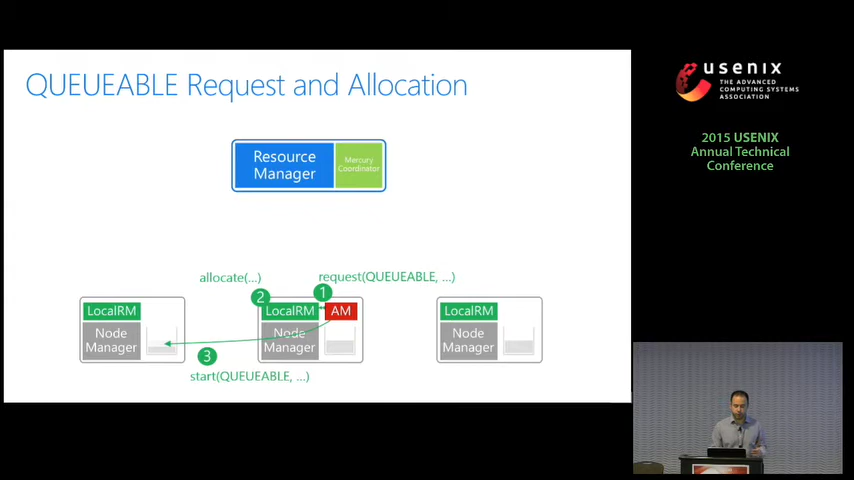 QUEUEABLE Request and Allocation
Resource
Manager
Mercury
Coordinator
allocate(...)
request(QUEUEABLE, ...)
2
1
LocalRM
LocalRM
AM
LocalRM
Node
Manager
Node
Manager
Node
Manager
3
start(QUEUEABLE, ...)
usenix
THE ADVANCED
COMPUTING SYSTEMS
ASSOCIATION
2015 USENIX
Annual Technical
Conference